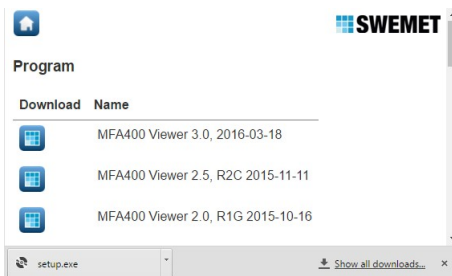 SWEMET
Program
Download Name
MFA400 Viewer 3.0, 2016-03-18
MFA400 Viewer 2.5, R2C 2015-11-11
MFA400 Viewer 2.0, R1G 2015-10-16
setup.exe
Show all downloads...